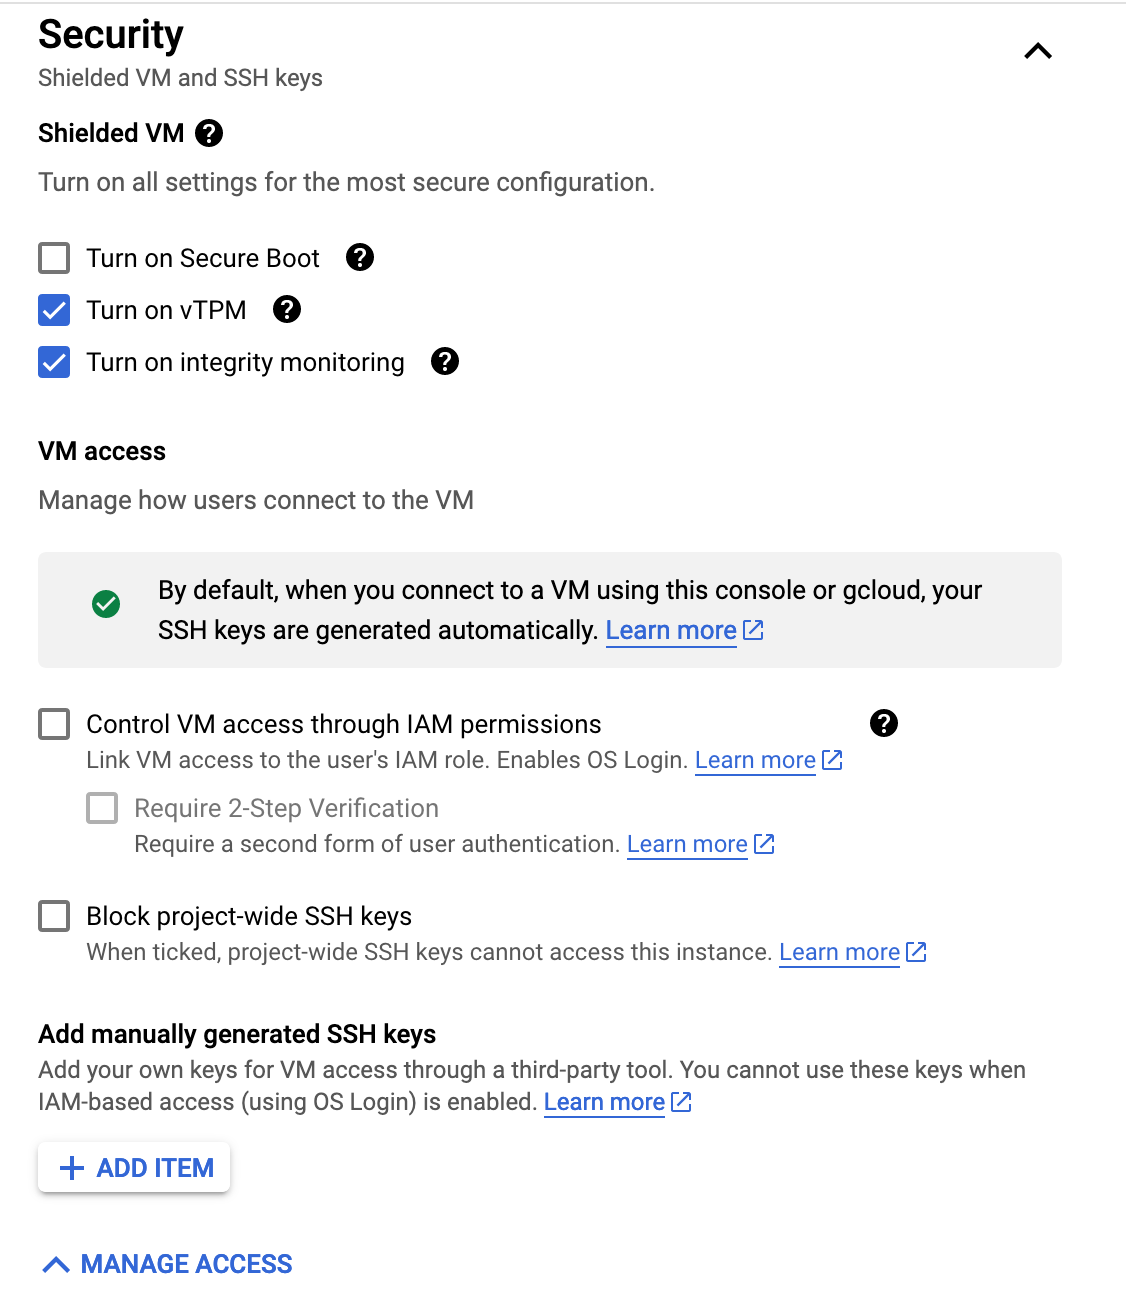 Security
Shielded VM and SSH keys
Shielded VM
Turn on all settings for the most secure configuration.
Turn on Secure Boot
Turn on vTPM
Turn on integrity monitoring
VM access
Manage how users connect to the VM
By default, when you connect to a VM using this console or gcloud, your
SSH keys are generated automatically. Learn more
Control VM access through IAM permissions
Link VM access to the user's IAM role. Enables OS Login. Learn more
Require 2-Step Verification
Require a second form of user authentication. Learn more
Block project-wide SSH keys
When ticked, project-wide SSH keys cannot access this instance. Learn more
Add manually generated SSH keys
Add your own keys for VM access through a third-party tool. You cannot use these keys when
IAM-based access (using OS Login) is enabled. Learn more
ADD ITEM
MANAGE ACCESS